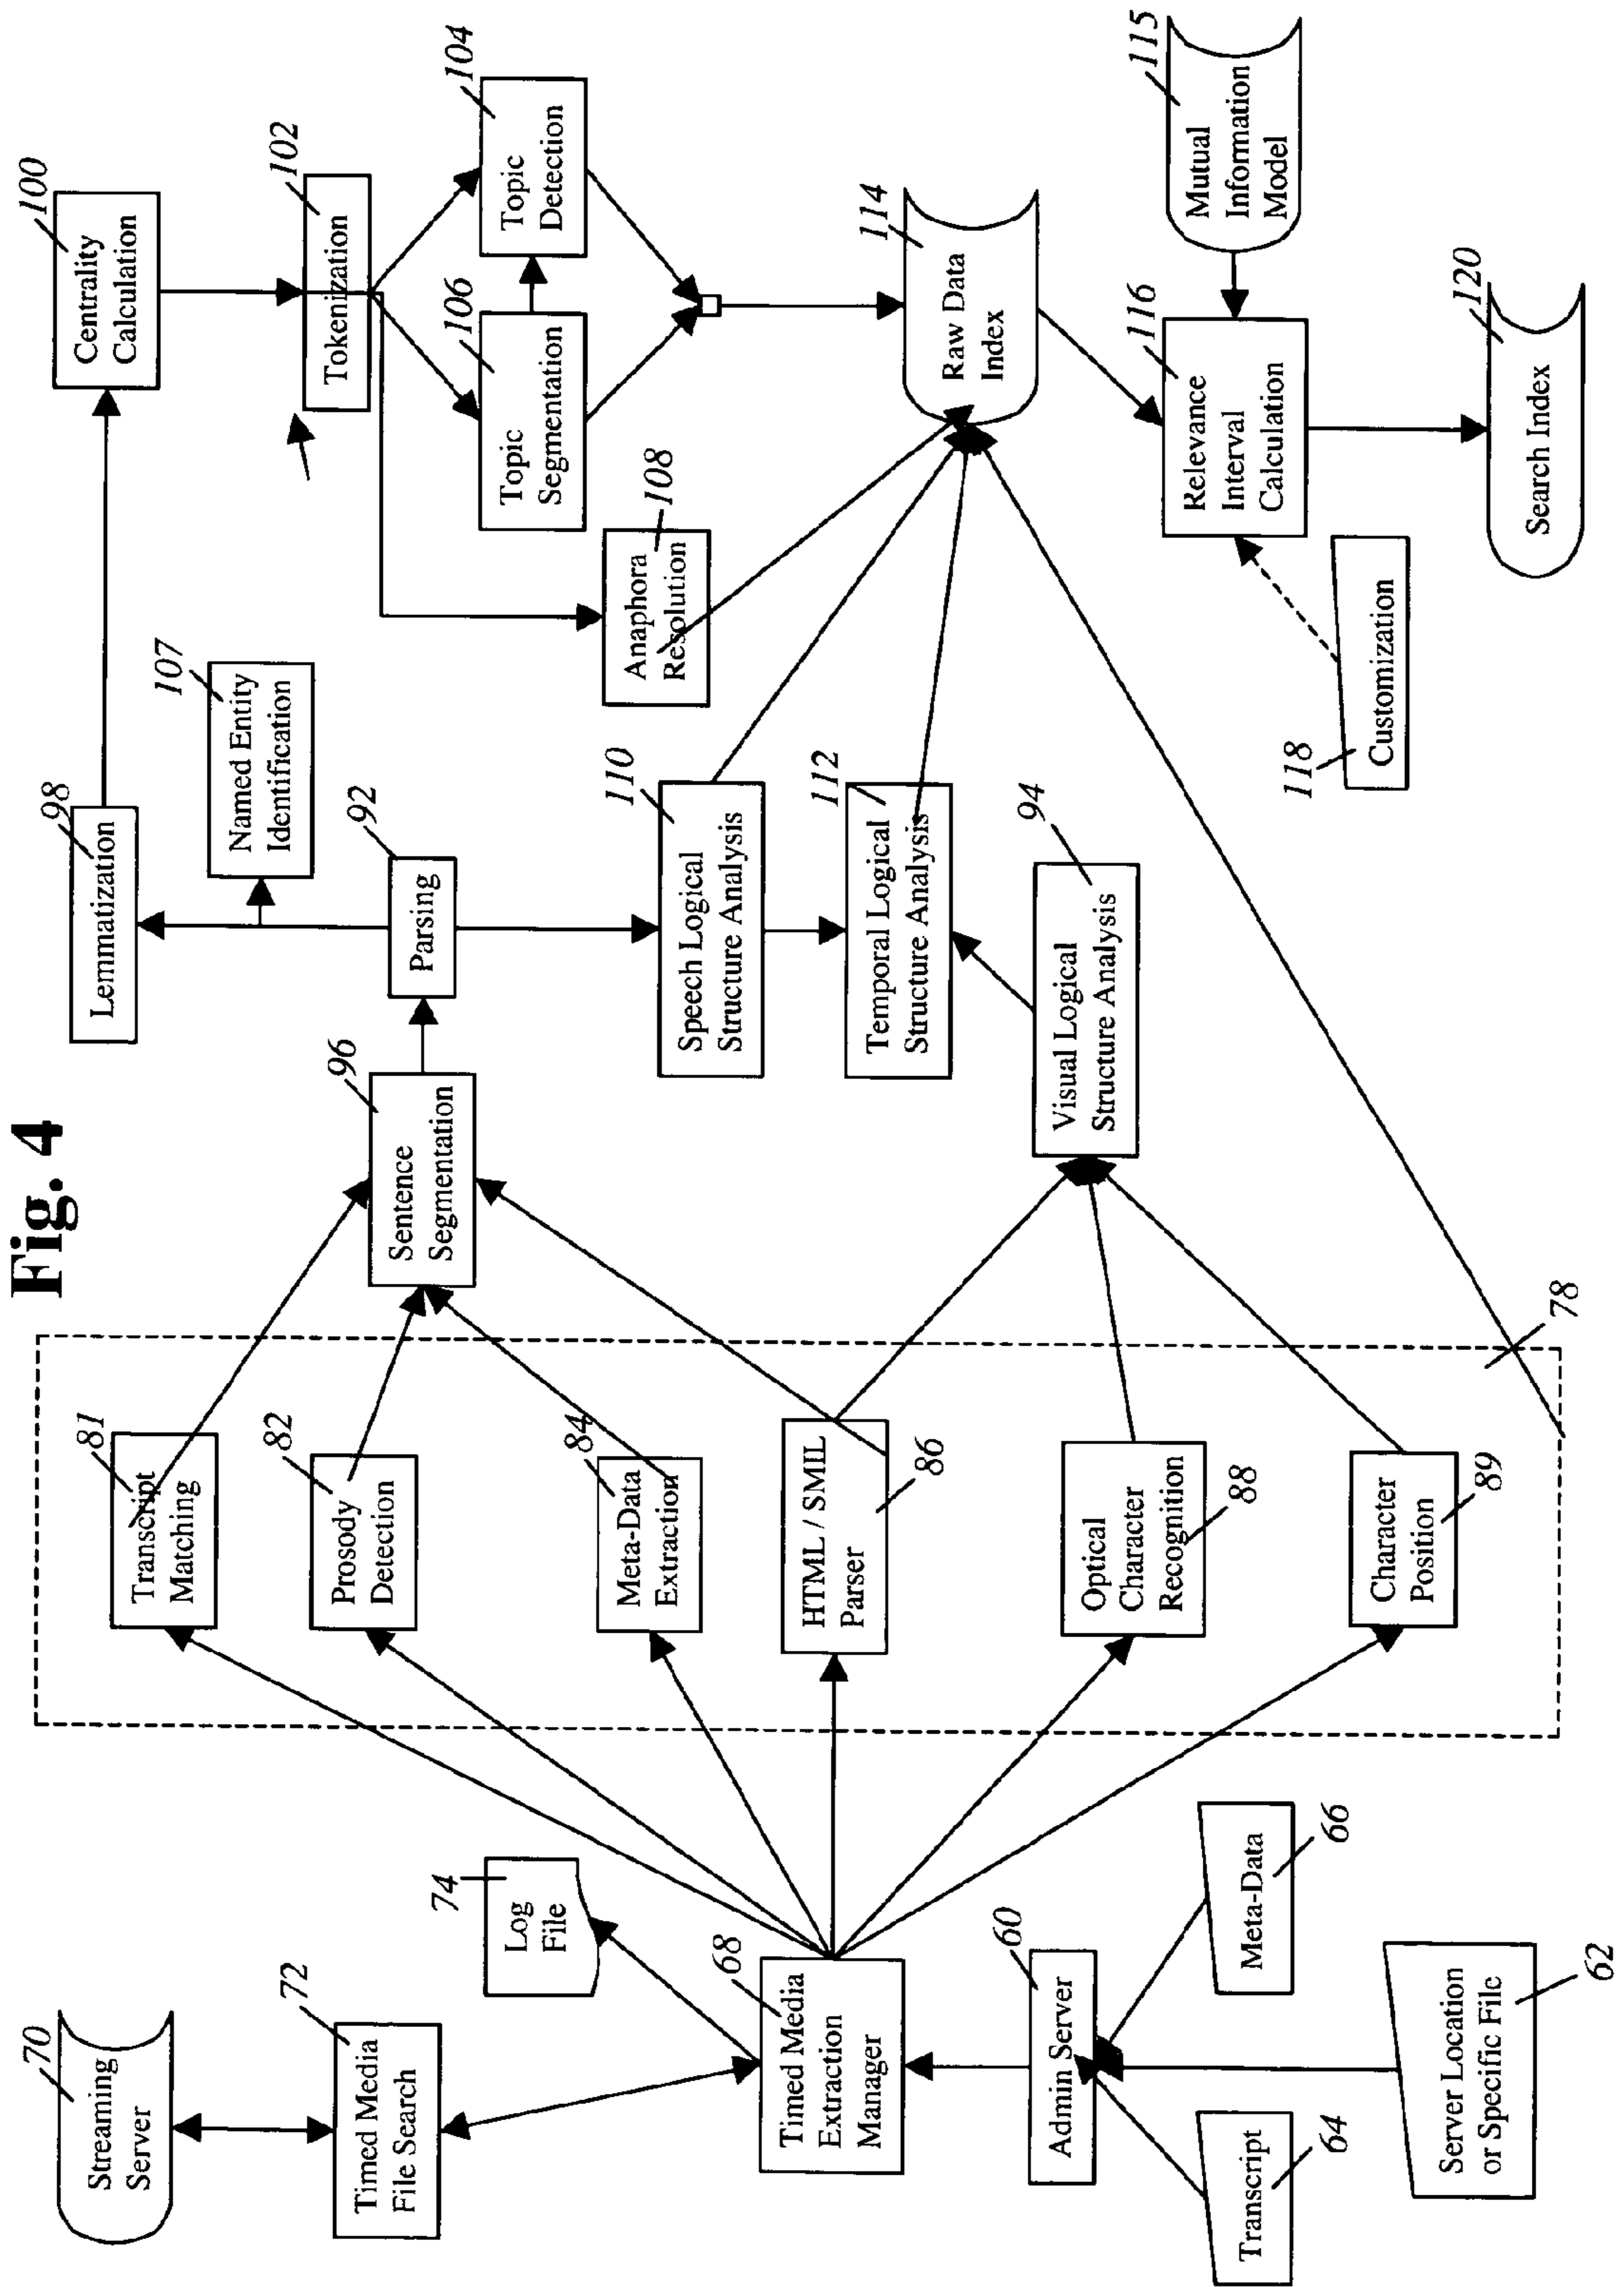 Fig. 4
70
Streaming
Server
72
Timed Media
File Search
74
Log
File
68
Timed Media
Extraction
Manager
60
Admin Server
Transcript
64
Meta-Data
66
Server Location
or Specific File
62
81
Transcript
Matching
82
Prosody
Detection
84
Meta-Data
Extraction
HTML / SMIL
Parser
86
Optical
Character
Recognition
88
Character
Position
89
78
96
Sentence
Segmentation
98
Lemmatization
107
Named Entity
Identification
92
Parsing
110
Speech Logical
Structure Analysis
112
Temporal Logical
Structure Analysis
94
Visual Logical
Structure Analysis
100
Centrality
Calculation
102
Tokenization
104
Topic
Detection
106
Topic
Segmentation
108
Anaphora
Resolution
114
Raw Data
Index
115
Mutual
Information
Model
116
Relevance
Interval
Calculation
118
Customization
120
Search Index